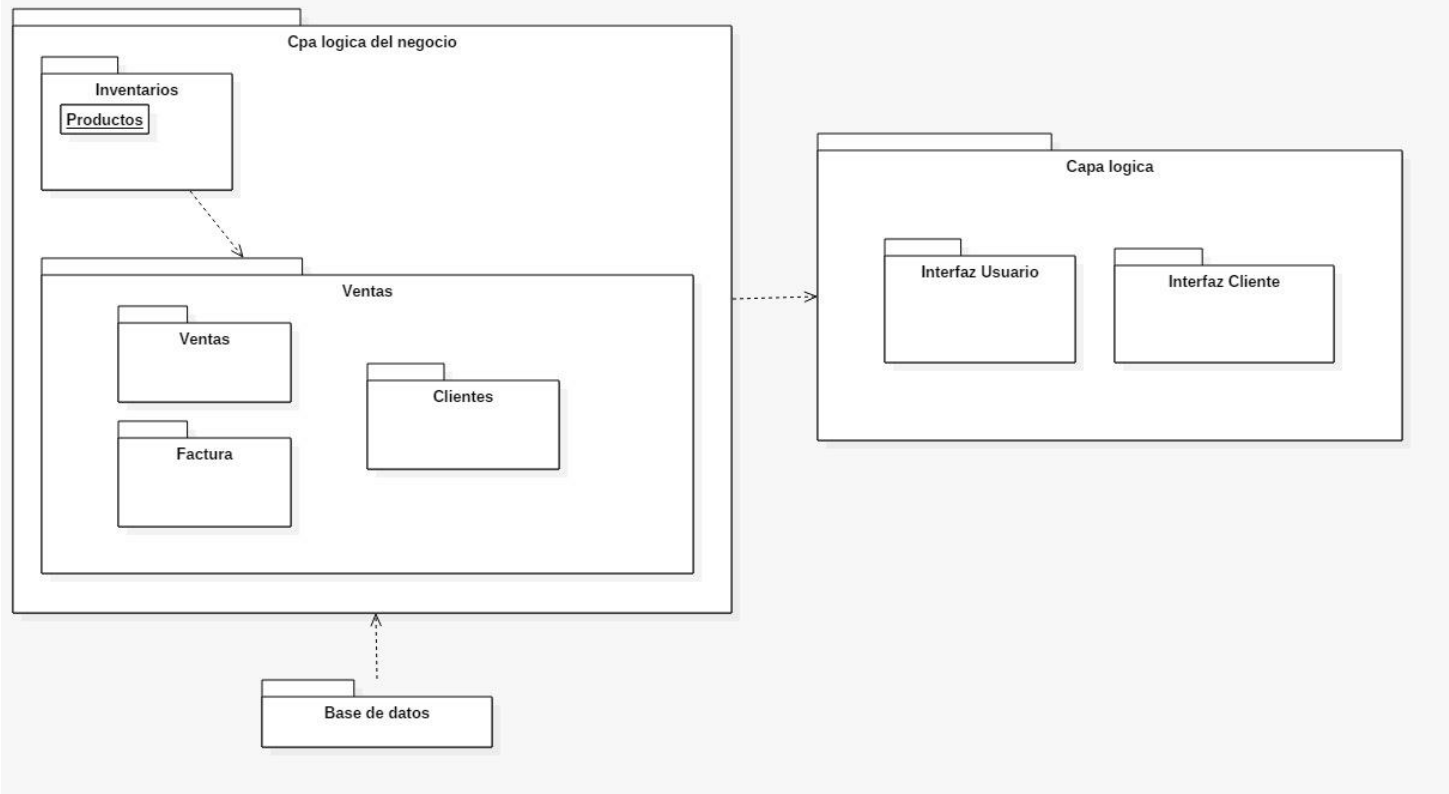 Cpa logica del negocio
Inventarios
Productos
Ventas
Ventas
Clientes
Factura
Capa logica
Interfaz Usuario
Interfaz Cliente
Base de datos